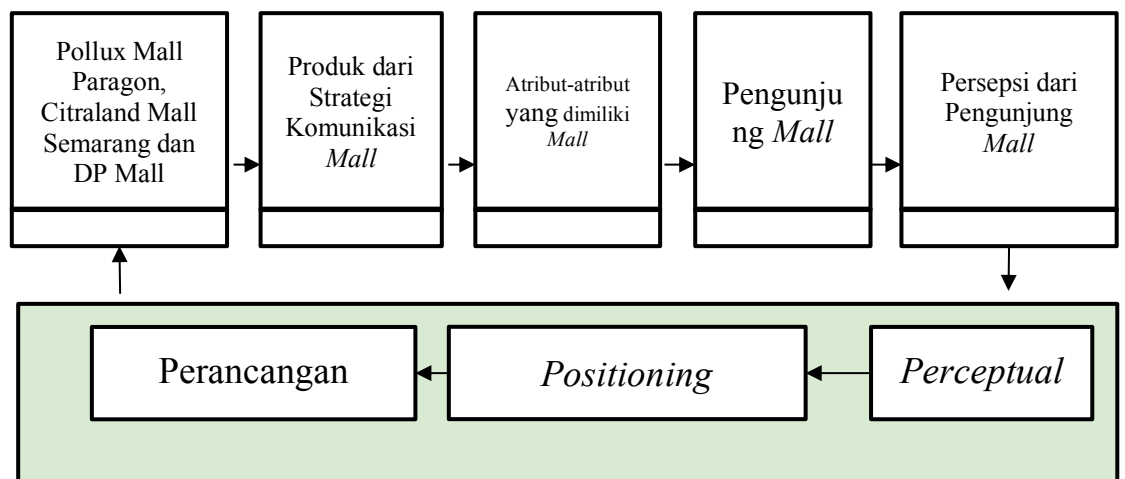 Pollux Mall
Paragon,
Citraland Mall
Semarang dan
DP Mall
Produk dari
Strategi
Komunikasi
Mall
Atribut-atribut
yang dimiliki
Mall
Pengunju
ng Mall
Persepsi dari
Pengunjung
Mall
Perancangan
Positioning
Perceptual